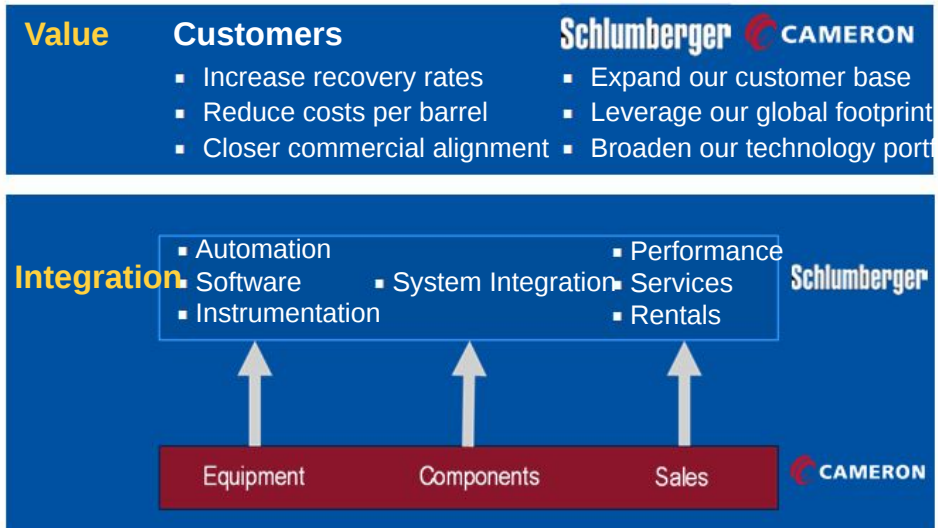 Value
Customers
Schlumberger CAMERON
▪ Increase recovery rates
▪ Reduce costs per barrel
▪ Closer commercial alignment
▪ Expand our customer base
▪ Leverage our global footprint
▪ Broaden our technology portf
Integration
▪ Automation
▪ Software
▪ Instrumentation
▪ System Integration
▪ Performance
▪ Services
▪ Rentals
Schlumberger
Equipment
Components
Sales
CAMERON